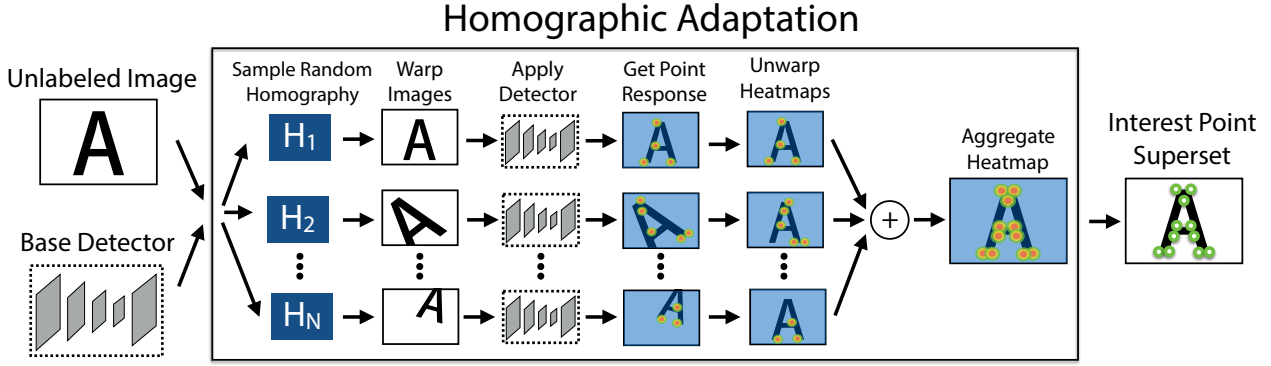 Homographic Adaptation
Unlabeled Image
A
Base Detector
Sample Random
Homography
Warp
Images
Apply
Detector
Get Point
Response
Unwarp
Heatmaps
H1
A
A
A
H2
A
A
A
HN
A
A
A
+
Aggregate
Heatmap
A
Interest Point
Superset
A